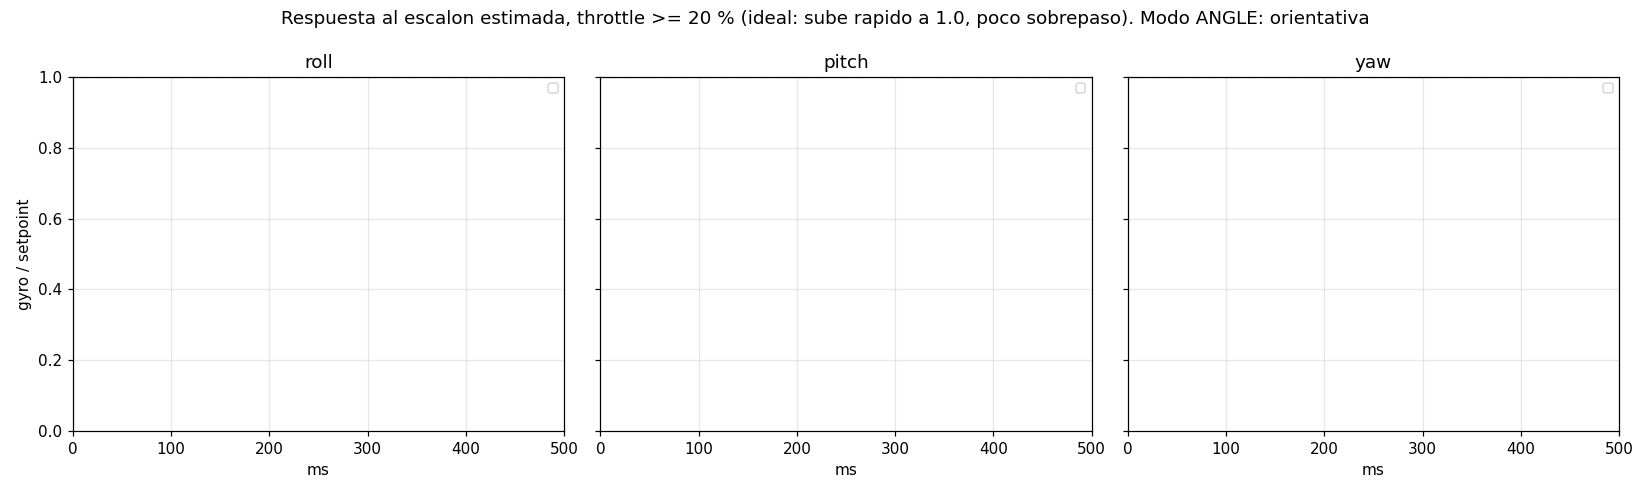 Respuesta al escalon estimada, throttle >= 20 % (ideal: sube rapido a 1.0, poco sobrepaso). Modo ANGLE: orientativa
roll
pitch
yaw
gyro / setpoint
1.0
0.8
0.6
0.4
0.2
0.0
0 100 200 300 400 500
0 100 200 300 400 500
0 100 200 300 400 500
ms
ms
ms